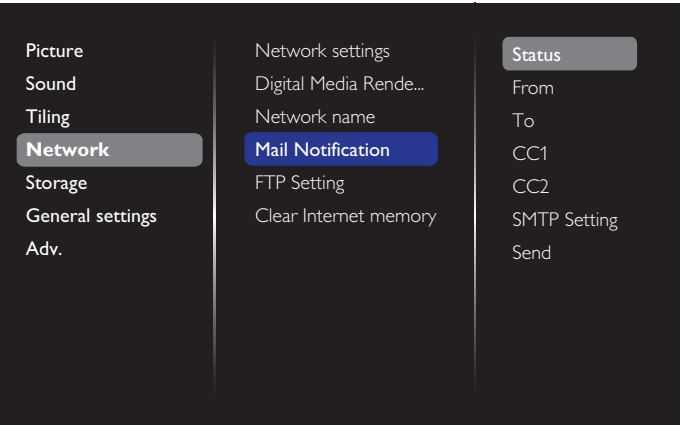 Picture
Sound
Tiling
Network
Storage
General settings
Adv.
Network settings
Digital Media Rende...
Network name
Mail Notification
FTP Setting
Clear Internet memory
Status
From
To
CC1
CC2
SMTP Setting
Send